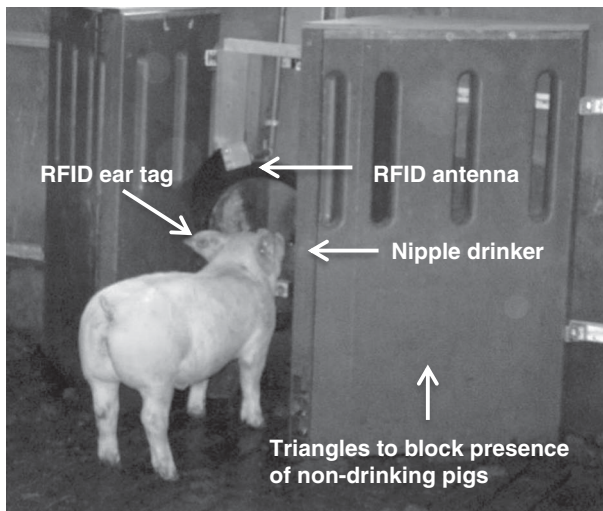 RFID ear tag
RFID antenna
Nipple drinker
Triangles to block presence
of non-drinking pigs